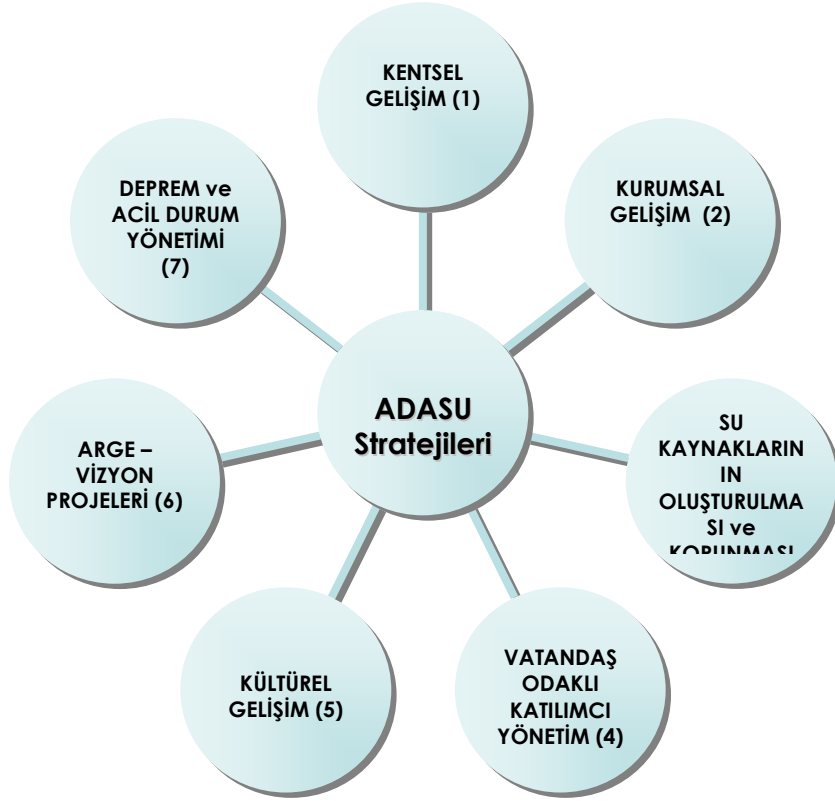 KENTSEL
GELİŞİM (1)
KURUMSAL
GELİŞİM (2)
SU
KAYNAKLARIN
IN
OLUŞTURULMA
SI ve
KORUNMASI
VATANDAŞ
ODAKLI
KATILIMCI
YÖNETİM (4)
KÜLTÜREL
GELİŞİM (5)
ARGE –
VİZYON
PROJELERİ (6)
DEPREM ve
ACİL DURUM
YÖNETİMİ
(7)
ADASU
Stratejileri